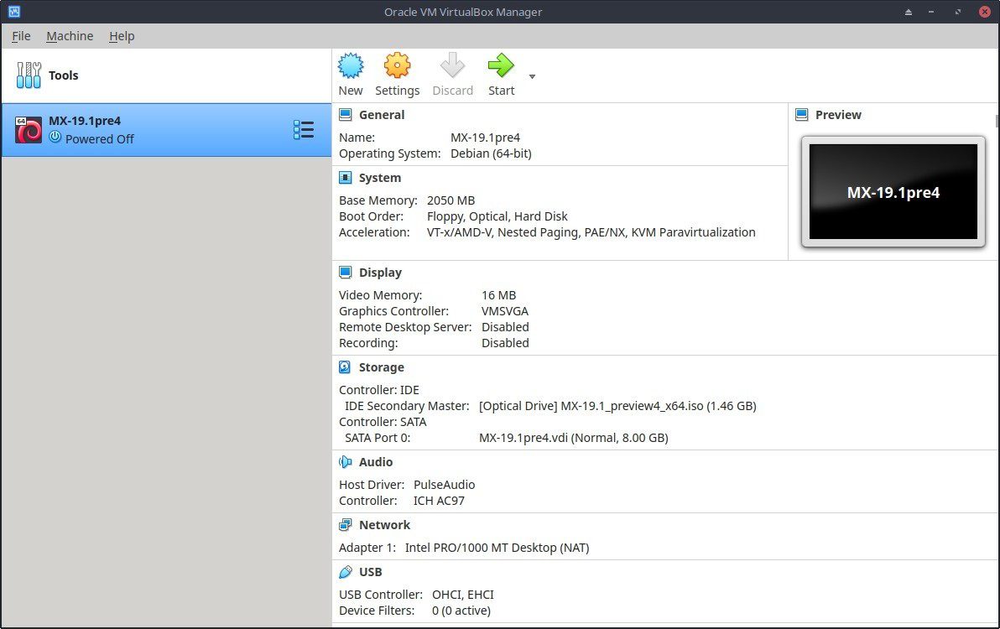 Oracle VM VirtualBox Manager
File Machine Help
Tools
New Settings Discard Start
64
MX-19.1pre4
Powered Off
General
Name: MX-19.1pre4
Operating System: Debian (64-bit)
Preview
MX-19.1pre4
System
Base Memory: 2050 MB
Boot Order: Floppy, Optical, Hard Disk
Acceleration: VT-x/AMD-V, Nested Paging, PAE/NX, KVM Paravirtualization
Display
Video Memory: 16 MB
Graphics Controller: VMSVGA
Remote Desktop Server: Disabled
Recording: Disabled
Storage
Controller: IDE
IDE Secondary Master: [Optical Drive] MX-19.1_preview4_x64.iso (1.46 GB)
Controller: SATA
SATA Port 0: MX-19.1pre4.vdi (Normal, 8.00 GB)
Audio
Host Driver: PulseAudio
Controller: ICH AC97
Network
Adapter 1: Intel PRO/1000 MT Desktop (NAT)
USB
USB Controller: OHCI, EHCI
Device Filters: 0 (0 active)